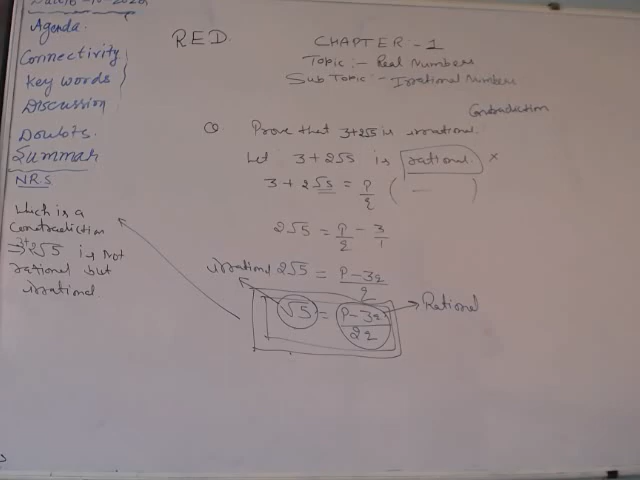 Agenda.
Connectivity
Key words
Discussion
Doubts.
Summar
N.R.S
Which is a
Contradiction
⇒ 3+2√5 is not
rational but
irrational.
RED.
CHAPTER:-1
Topic:- Real Numbers
Sub Topic:- Irrational Numbers
Contradiction
Q Prove that 3+2√5 is irrational.
Let 3+2√5 is rational. ×
3+2√5 = p/q ( — )
2√5 = p/q - 3/1
irrational 2√5 = p-3q/q
√5 = p-3q/2q Rational